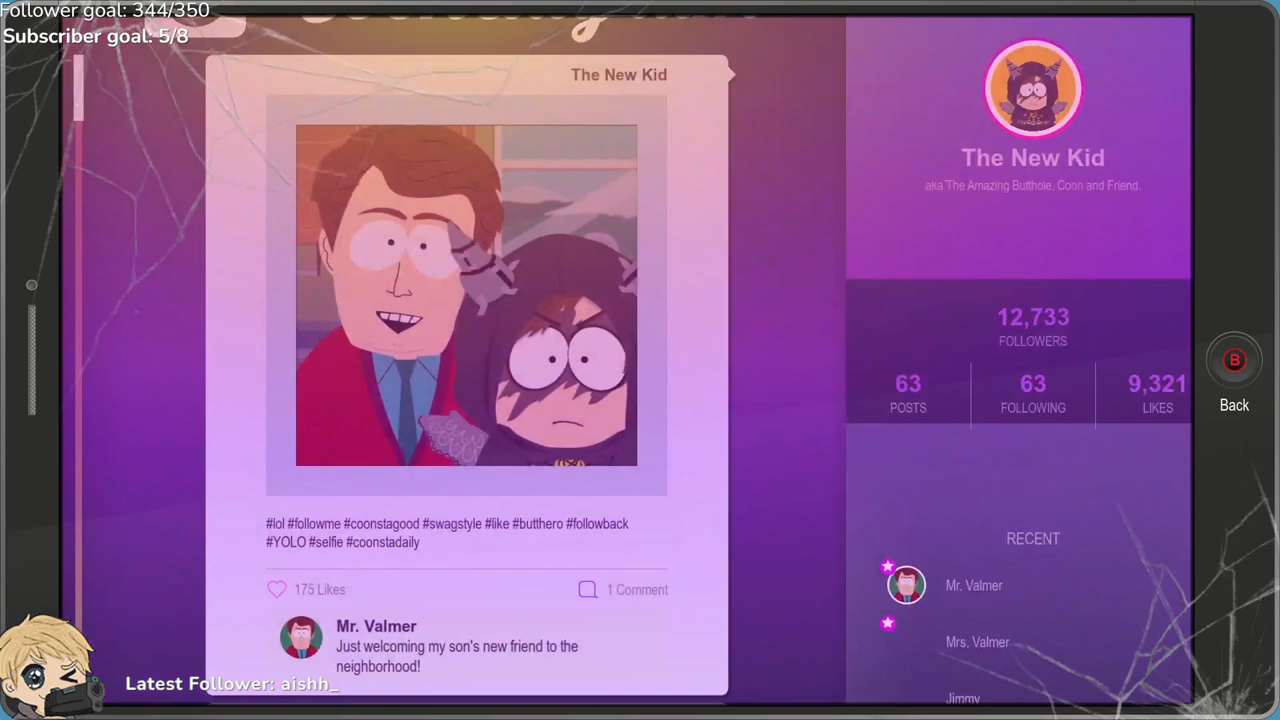 Follower goal: 344/350
Subscriber goal: 5/8
The New Kid
#lol #followme #coonstagood #swagstyle #like #butthero #followback
#YOLO #selfie #coonstadaily
175 Likes
1 Comment
Mr. Valmer
Just welcoming my son's new friend to the
neighborhood!
The New Kid
aka The Amazing Butthole. Coon and Friend.
12,733
FOLLOWERS
63
POSTS
63
FOLLOWING
9,321
LIKES
RECENT
Mr. Valmer
Mrs. Valmer
Jimmy
B
Back
Latest Follower: aishh_